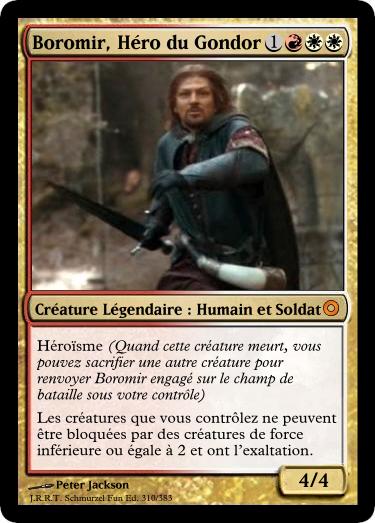 Boromir, Héro du Gondor 1
Créature Légendaire : Humain et Soldat
Héroïsme (Quand cette créature meurt, vous
pouvez sacrifier une autre créature pour
renvoyer Boromir engagé sur le champ de
bataille sous votre contrôle)
Les créatures que vous contrôlez ne peuvent
être bloquées par des créatures de force
inférieure ou égale à 2 et ont l’exaltation.
4/4
Peter Jackson
J.R.R.T. Schmurzel Fun Ed. 310/383